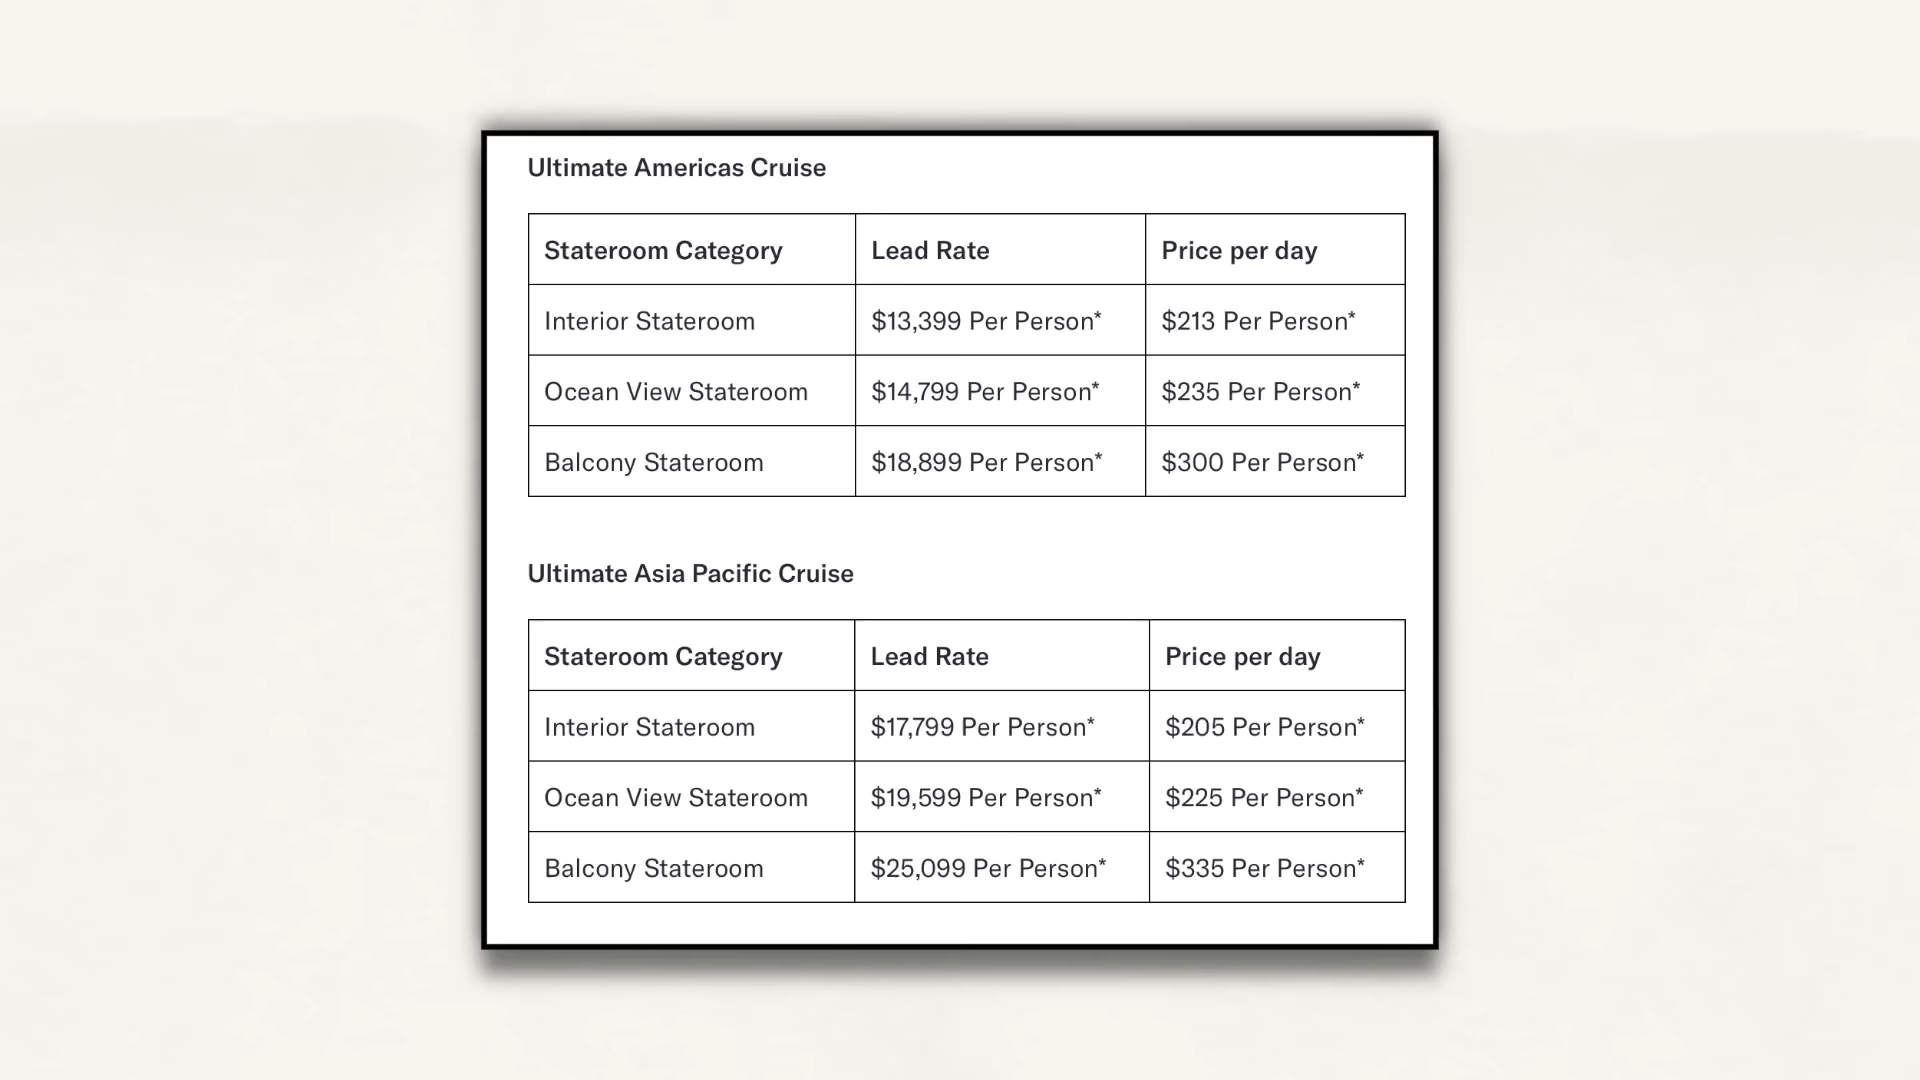 Ultimate Americas Cruise
Stateroom Category Lead Rate Price per day
Interior Stateroom $13,399 Per Person* $213 Per Person*
Ocean View Stateroom $14,799 Per Person* $235 Per Person*
Balcony Stateroom $18,899 Per Person* $300 Per Person*
Ultimate Asia Pacific Cruise
Stateroom Category Lead Rate Price per day
Interior Stateroom $17,799 Per Person* $205 Per Person*
Ocean View Stateroom $19,599 Per Person* $225 Per Person*
Balcony Stateroom $25,099 Per Person* $335 Per Person*